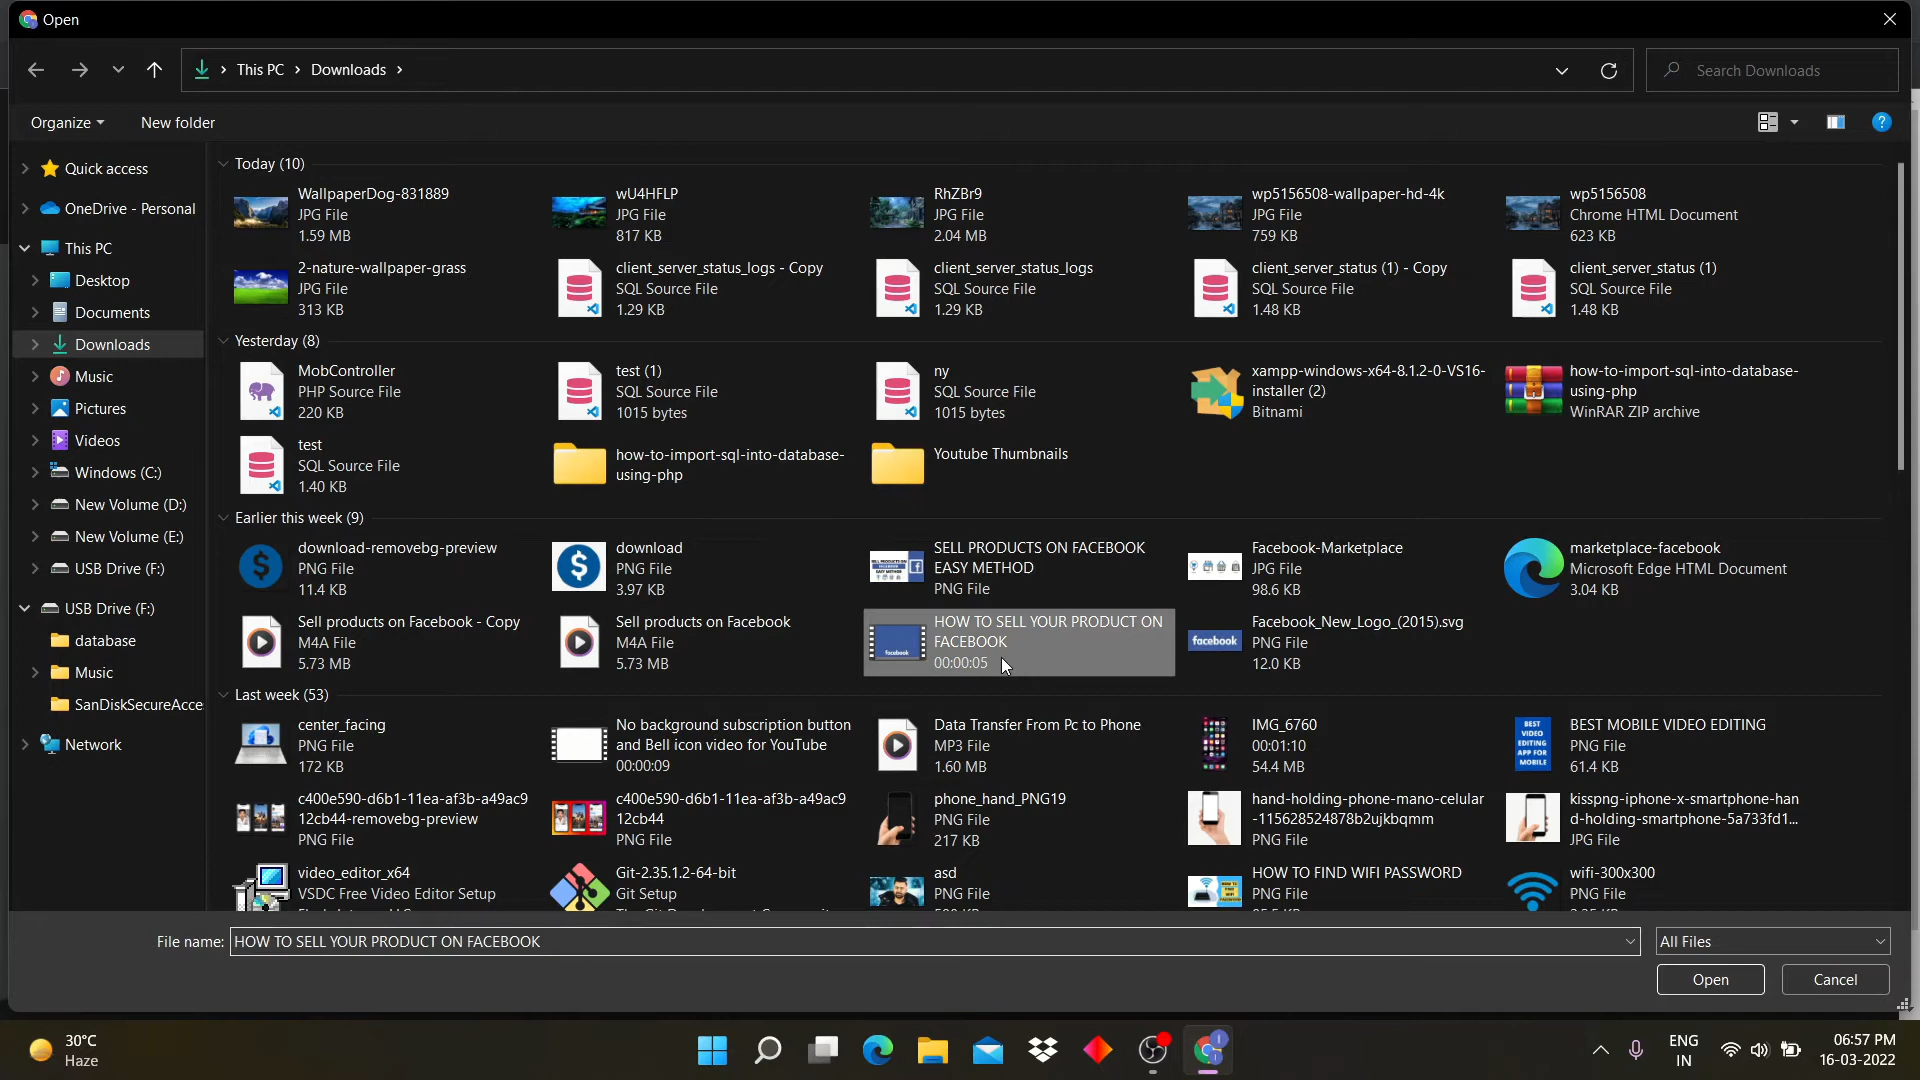 Open
This PC
Downloads
Search Downloads
Organize
New folder
Quick access
OneDrive - Personal
This PC
Desktop
Documents
Downloads
Music
Pictures
Videos
Windows (C:)
New Volume (D:)
New Volume (E:)
USB Drive (F:)
USB Drive (F:)
database
Music
SanDiskSecureAcce
Network
Today (10)
WallpaperDog-831889
JPG File
1.59 MB
wU4HFLP
JPG File
817 KB
RhZBr9
JPG File
2.04 MB
wp5156508-wallpaper-hd-4k
JPG File
759 KB
wp5156508
Chrome HTML Document
623 KB
2-nature-wallpaper-grass
JPG File
313 KB
client_server_status_logs - Copy
SQL Source File
1.29 KB
client_server_status_logs
SQL Source File
1.29 KB
client_server_status (1) - Copy
SQL Source File
1.48 KB
client_server_status (1)
SQL Source File
1.48 KB
Yesterday (8)
MobController
PHP Source File
220 KB
test (1)
SQL Source File
1015 bytes
ny
SQL Source File
1015 bytes
xampp-windows-x64-8.1.2-0-VS16-
installer (2)
Bitnami
how-to-import-sql-into-database-
using-php
WinRAR ZIP archive
test
SQL Source File
1.40 KB
how-to-import-sql-into-database-
using-php
Youtube Thumbnails
Earlier this week (9)
download-removebg-preview
PNG File
11.4 KB
download
PNG File
3.97 KB
SELL PRODUCTS ON FACEBOOK
EASY METHOD
PNG File
Facebook-Marketplace
JPG File
98.6 KB
marketplace-facebook
Microsoft Edge HTML Document
3.04 KB
Sell products on Facebook - Copy
M4A File
5.73 MB
Sell products on Facebook
M4A File
5.73 MB
facebook
HOW TO SELL YOUR PRODUCT ON
FACEBOOK
00:00:05
facebook
Facebook_New_Logo_(2015).svg
PNG File
12.0 KB
Last week (53)
center_facing
PNG File
172 KB
No background subscription button
and Bell icon video for YouTube
00:00:09
Data Transfer From Pc to Phone
MP3 File
1.60 MB
IMG_6760
00:01:10
54.4 MB
BEST
VIDEO
EDITING
APP FOR
MOBILE
BEST MOBILE VIDEO EDITING
PNG File
61.4 KB
c400e590-d6b1-11ea-af3b-a49ac9
12cb44-removebg-preview
PNG File
c400e590-d6b1-11ea-af3b-a49ac9
12cb44
PNG File
phone_hand_PNG19
PNG File
217 KB
hand-holding-phone-mano-celular
-115628524878b2ujkbqmm
PNG File
kisspng-iphone-x-smartphone-han
d-holding-smartphone-5a733fd1...
JPG File
video_editor_x64
VSDC Free Video Editor Setup
Git-2.35.1.2-64-bit
Git Setup
asd
PNG File
HOW TO FIND WIFI PASSWORD
PNG File
wifi-300x300
PNG File
File name:
HOW TO SELL YOUR PRODUCT ON FACEBOOK
All Files
Open
Cancel
30°C
Haze
ENG
IN
06:57 PM
16-03-2022